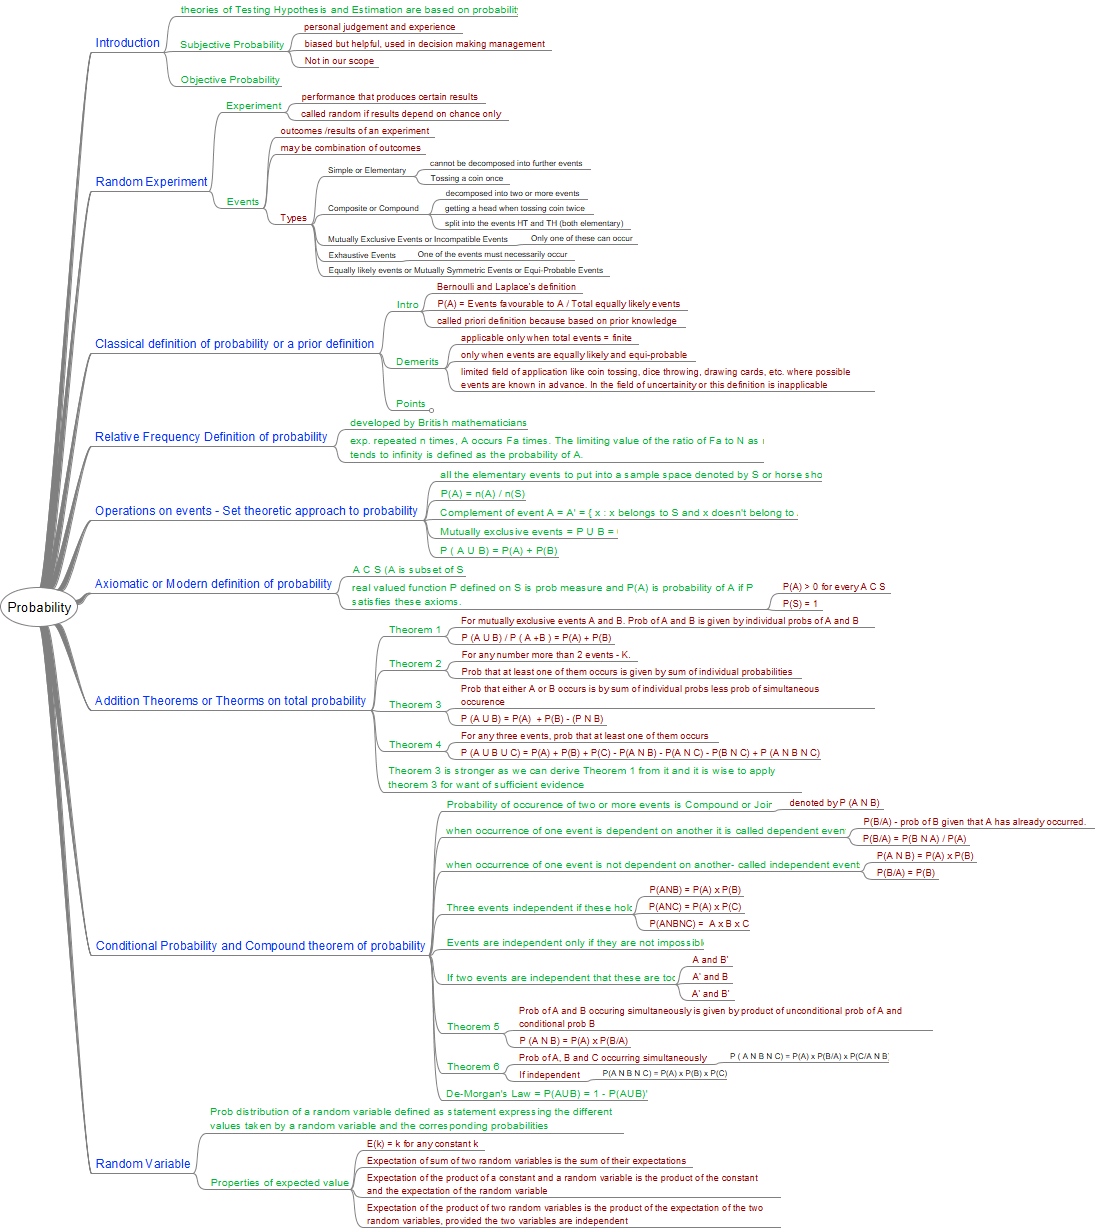 Probability
Introduction
theories of Testing Hypothesis and Estimation are based on probabilit
Subjective Probability
personal judgement and experience
biased but helpful, used in decision making management
Not in our scope
Objective Probability
Random Experiment
Experiment
performance that produces certain results
called random if results depend on chance only
Events
outcomes /results of an experiment
may be combination of outcomes
Types
Simple or Elementary
cannot be decomposed into further events
Tossing a coin once
Composite or Compound
decomposed into two or more events
getting a head when tossing coin twice
split into the events HT and TH (both elementary)
Mutually Exclusive Events or Incompatible Events
Only one of these can occur
Exhaustive Events
One of the events must necessarily occur
Equally likely events or Mutually Symmetric Events or Equi-Probable Events
Classical definition of probability or a prior definition
Intro
Bernoulli and Laplace's definition
P(A) = Events favourable to A / Total equally likely events
called priori definition because based on prior knowledge
Demerits
applicable only when total events = finite
only when events are equally likely and equi-probable
limited field of application like coin tossing, dice throwing, drawing cards, etc. where possible
events are known in advance. In the field of uncertainity or this definition is inapplicable
Points
Relative Frequency Definition of probability
developed by British mathematicians
exp. repeated n times, A occurs Fa times. The limiting value of the ratio of Fa to N as
tends to infinity is defined as the probability of A.
Operations on events - Set theoretic approach to probability
all the elementary events to put into a sample space denoted by S or horse sho
P(A) = n(A) / n(S)
Complement of event A = A' = { x : x belongs to S and x doesn't belong to
Mutually exclusive events = P U B =
P ( A U B) = P(A) + P(B)
Axiomatic or Modern definition of probability
A C S (A is subset of S
real valued function P defined on S is prob measure and P(A) is probability of A if P
satisfies these axioms.
P(A) > 0 for every A C S
P(S) = 1
Addition Theorems or Theorms on total probability
Theorem 1
For mutually exclusive events A and B. Prob of A and B is given by individual probs of A and B
P (A U B) / P ( A +B ) = P(A) + P(B)
Theorem 2
For any number more than 2 events - K.
Prob that at least one of them occurs is given by sum of individual probabilities
Theorem 3
Prob that either A or B occurs is by sum of individual probs less prob of simultaneous
occurence
P (A U B) = P(A) + P(B) - (P N B)
Theorem 4
For any three events, prob that at least one of them occurs
P (A U B U C) = P(A) + P(B) + P(C) - P(A N B) - P(A N C) - P(B N C) + P (A N B N C)
Theorem 3 is stronger as we can derive Theorem 1 from it and it is wise to apply
theorem 3 for want of sufficient evidence
Conditional Probability and Compound theorem of probability
Probability of occurence of two or more events is Compound or Join
denoted by P (A N B)
when occurrence of one event is dependent on another it is called dependent even
P(B/A) - prob of B given that A has already occurred.
P(B/A) = P(B N A) / P(A)
when occurrence of one event is not dependent on another- called independent event
P(A N B) = P(A) x P(B)
P(B/A) = P(B)
Three events independent if these hold
P(ANB) = P(A) x P(B)
P(ANC) = P(A) x P(C)
P(ANBNC) = A x B x C
Events are independent only if they are not impossibl
If two events are independent that these are too
A and B'
A' and B
A' and B'
Theorem 5
Prob of A and B occuring simultaneously is given by product of unconditional prob of A and
conditional prob B
P (A N B) = P(A) x P(B/A)
Theorem 6
Prob of A, B and C occurring simultaneously
P ( A N B N C) = P(A) x P(B/A) x P(C/A N B)
If independent
P(A N B N C) = P(A) x P(B) x P(C)
De-Morgan's Law = P(AUB) = 1 - P(AUB)'
Random Variable
Prob distribution of a random variable defined as statement expressing the different
values taken by a random variable and the corresponding probabilities
Properties of expected value
E(k) = k for any constant k
Expectation of sum of two random variables is the sum of their expectations
Expectation of the product of a constant and a random variable is the product of the constant
and the expectation of the random variable
Expectation of the product of two random variables is the product of the expectation of the two
random variables, provided the two variables are independent